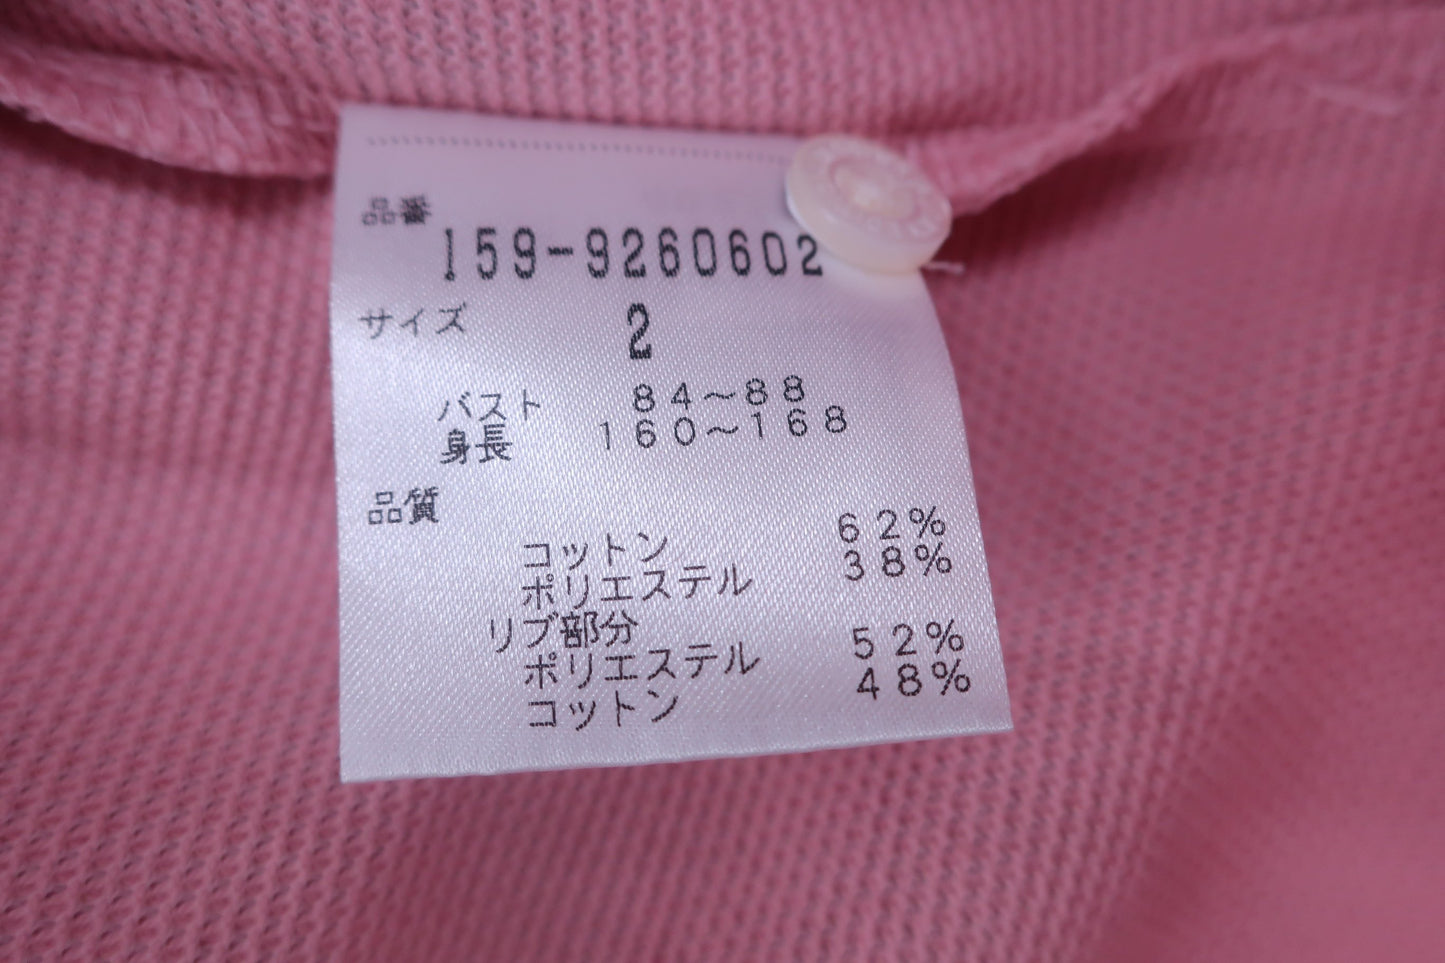 品番
159-9260602
サイズ 2
バスト 84～88
身長 160～168
品質
コットン 62%
ポリエステル 38%
リブ部分
ポリエステル 52%
コットン 48%